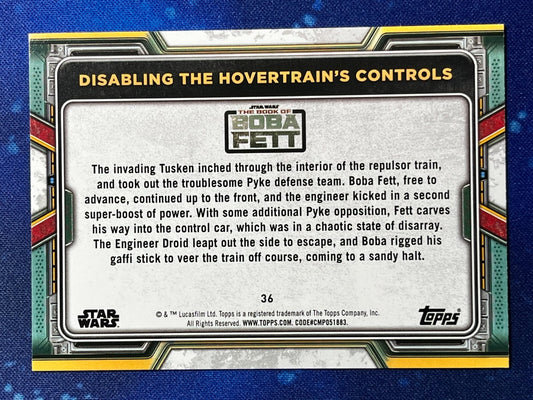 DISABLING THE HOVERTRAIN'S CONTROLS
STAR WARS
THE BOOK OF
BOBA
FETT
The invading Tusken inched through the interior of the repulsor train,
and took out the troublesome Pyke defense team. Boba Fett, free to
advance, continued up to the front, and the engineer kicked in a second
super-boost of power. With some additional Pyke opposition, Fett carves
his way into the control car, which was in a chaotic state of disarray.
The Engineer Droid leapt out the side to escape, and Boba rigged his
gaffi stick to veer the train off course, coming to a sandy halt.
36
STAR
WARS
© & ™ Lucasfilm Ltd. Topps is a registered trademark of The Topps Company, Inc.
All Rights Reserved. WWW.TOPPS.COM. CODE#CMP051883.
Topps